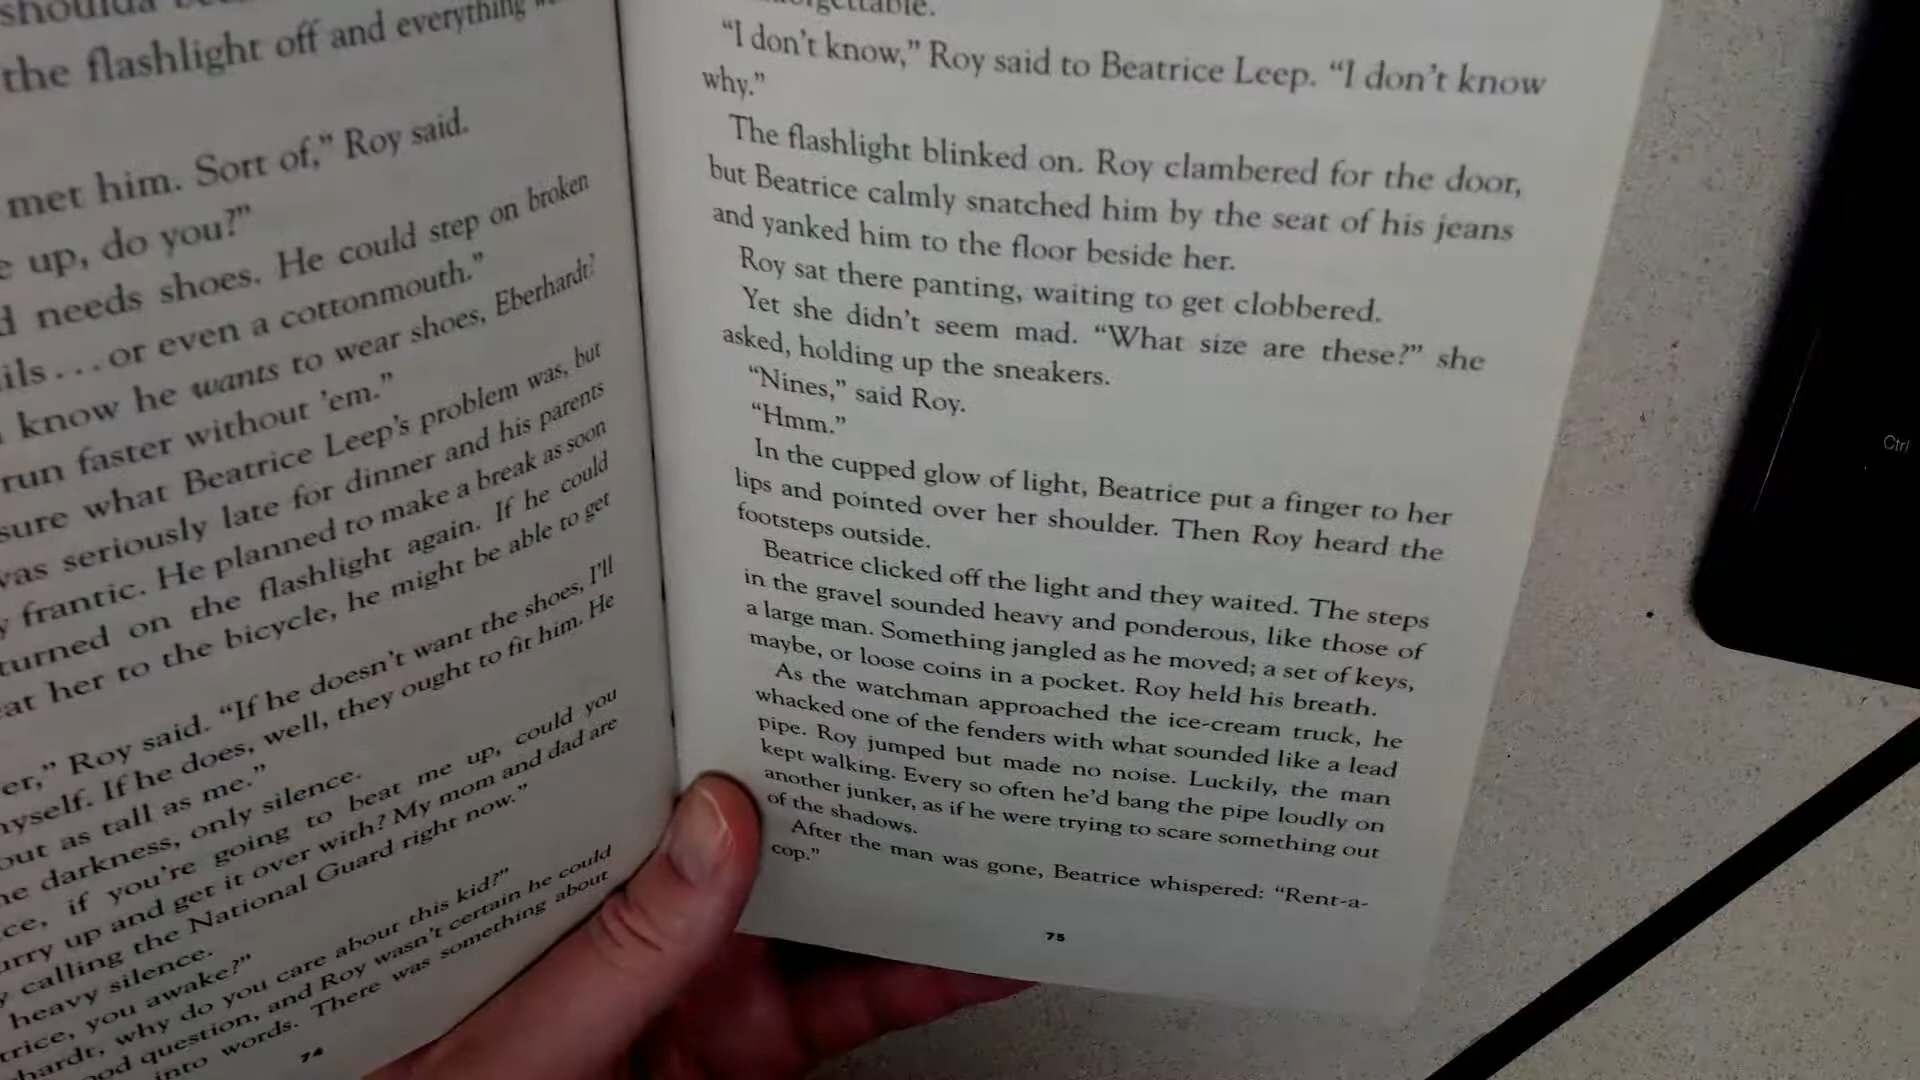 the flashlight off and everything
met him. Sort of,” Roy said.
up, do you?”
needs shoes. He could step on broken
. . . or even a cottonmouth.”
know he wants to wear shoes, Eberhardt?
run faster without ’em.”
sure what Beatrice Leep’s problem was, but
was seriously late for dinner and his parents
frantic. He planned to make a break as soon
turned on the flashlight again. If he could
her to the bicycle, he might be able to get
Roy said. “If he doesn’t want the shoes, I’ll
myself. If he does, well, they ought to fit him. He
as tall as me.”
darkness, only silence.
if you’re going to beat me up, could you
up and get it over with? My mom and dad are
calling the National Guard right now.”
heavy silence.
you awake?”
why do you care about this kid?”
question, and Roy wasn’t certain he could
into words. There was something about
74
“I don’t know,” Roy said to Beatrice Leep. “I don’t know
why.”
The flashlight blinked on. Roy clambered for the door,
but Beatrice calmly snatched him by the seat of his jeans
and yanked him to the floor beside her.
Roy sat there panting, waiting to get clobbered.
Yet she didn’t seem mad. “What size are these?” she
asked, holding up the sneakers.
“Nines,” said Roy.
“Hmm.”
In the cupped glow of light, Beatrice put a finger to her
lips and pointed over her shoulder. Then Roy heard the
footsteps outside.
Beatrice clicked off the light and they waited. The steps
in the gravel sounded heavy and ponderous, like those of
a large man. Something jangled as he moved; a set of keys,
maybe, or loose coins in a pocket. Roy held his breath.
As the watchman approached the ice-cream truck, he
whacked one of the fenders with what sounded like a lead
pipe. Roy jumped but made no noise. Luckily, the man
kept walking. Every so often he’d bang the pipe loudly on
another junker, as if he were trying to scare something out
of the shadows.
After the man was gone, Beatrice whispered: “Rent-a-
cop.”
75
Ctrl